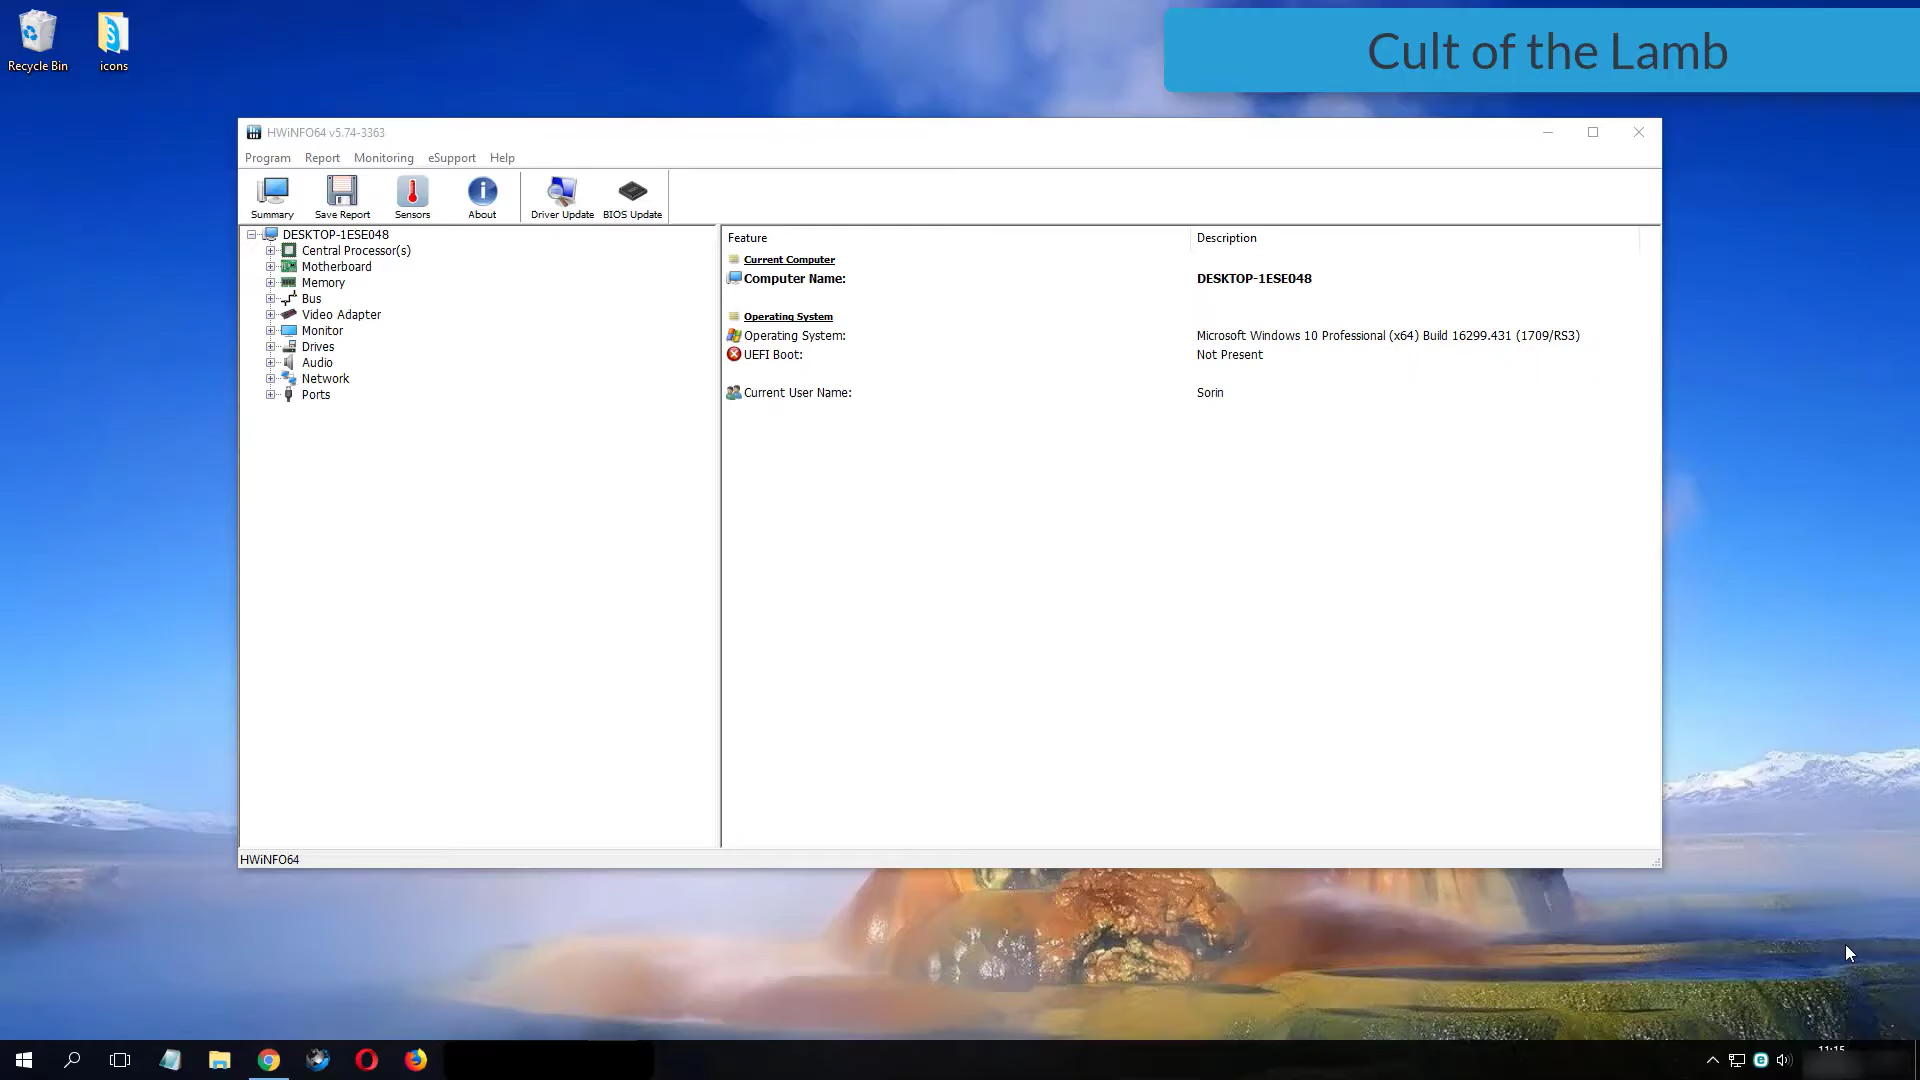 Recycle Bin
icons
Cult of the Lamb
HWiNFO64 v5.74-3363
Program Report Monitoring eSupport Help
Summary Save Report Sensors About Driver Update BIOS Update
DESKTOP-1ESE048
Central Processor(s)
Motherboard
Memory
Bus
Video Adapter
Monitor
Drives
Audio
Network
Ports
Feature Description
Current Computer
Computer Name: DESKTOP-1ESE048
Operating System
Operating System: Microsoft Windows 10 Professional (x64) Build 16299.431 (1709/RS3)
UEFI Boot: Not Present
Current User Name: Sorin
HWiNFO64